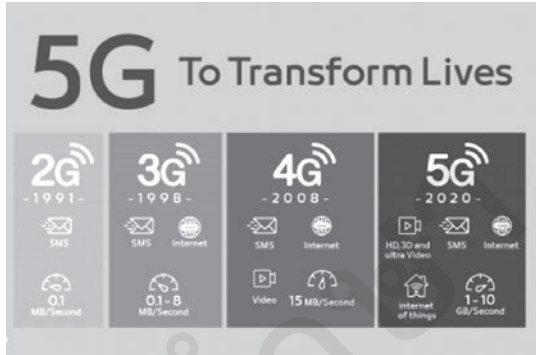 5G To Transform Lives
2G
-1991-
SMS
0.1
MB/Second
3G
-1998-
SMS Internet
0.1 - 8
MB/Second
4G
-2008-
SMS Internet
Video 15 MB/Second
5G
-2020-
HD,3D and
ultra Video
SMS Internet
internet
of things
1 - 10
GB/Second